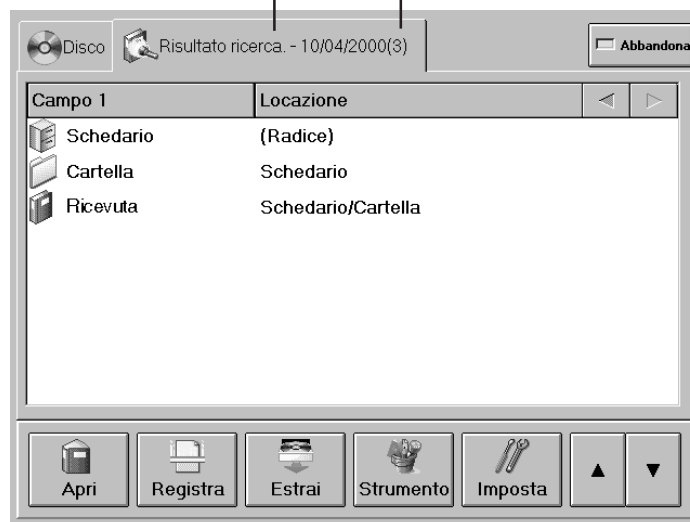 Disco
Risultato ricerca. - 10/04/2000(3)
Abbandona
Campo 1 Locazione
Schedario (Radice)
Cartella Schedario
Ricevuta Schedario/Cartella
Apri Registra Estrai Strumento Imposta